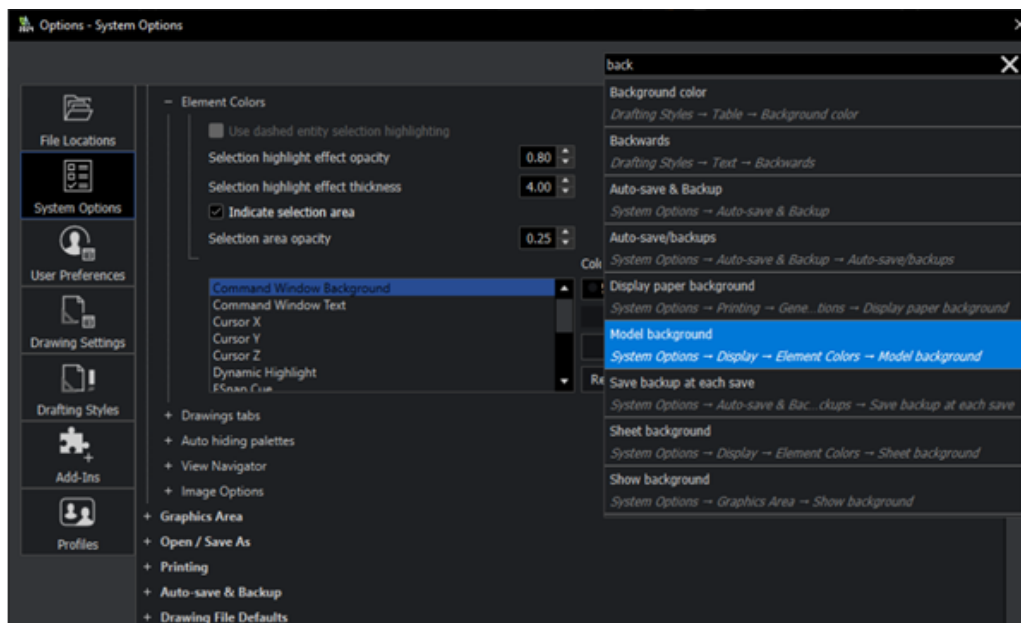 Options - System Options
back
File Locations
System Options
User Preferences
Drawing Settings
Drafting Styles
Add-Ins
Profiles
− Element Colors
Use dashed entity selection highlighting
Selection highlight effect opacity 0.80
Selection highlight effect thickness 4.00
Indicate selection area
Selection area opacity 0.25
Command Window Background
Command Window Text
Cursor X
Cursor Y
Cursor Z
Dynamic Highlight
ESnap Cue
+ Drawings tabs
+ Auto hiding palettes
+ View Navigator
+ Image Options
+ Graphics Area
+ Open / Save As
+ Printing
+ Auto-save & Backup
+ Drawing File Defaults
Background color
Drafting Styles → Table → Background color
Backwards
Drafting Styles → Text → Backwards
Auto-save & Backup
System Options → Auto-save & Backup
Auto-save/backups
System Options → Auto-save & Backup → Auto-save/backups
Display paper background
System Options → Printing → Gene...tions → Display paper background
Model background
System Options → Display → Element Colors → Model background
Save backup at each save
System Options → Auto-save & Bac...ckups → Save backup at each save
Sheet background
System Options → Display → Element Colors → Sheet background
Show background
System Options → Graphics Area → Show background